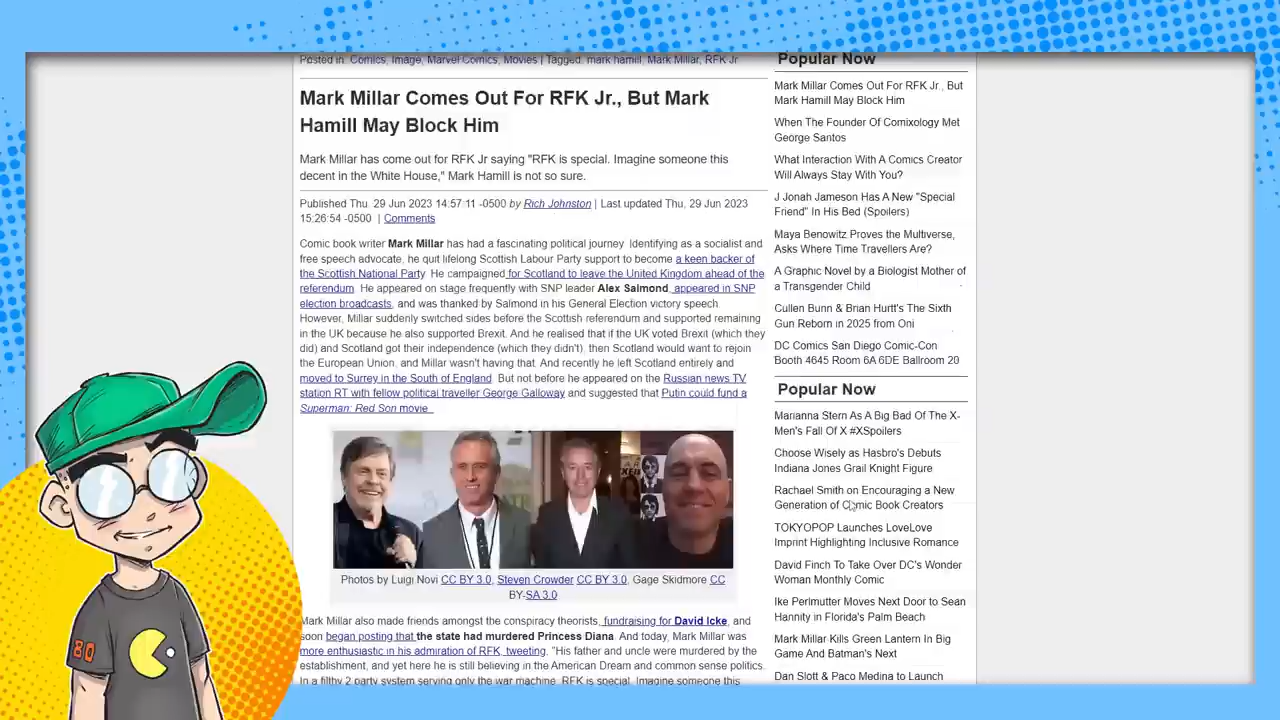 Posted in: Comics, Image, Marvel Comics, Movies | Tagged: mark hamill, Mark Millar, RFK Jr
Mark Millar Comes Out For RFK Jr., But Mark
Hamill May Block Him
Mark Millar has come out for RFK Jr saying "RFK is special. Imagine someone this
decent in the White House," Mark Hamill is not so sure.
Published Thu, 29 Jun 2023 14:57:11 -0500 by Rich Johnston | Last updated Thu, 29 Jun 2023
15:26:54 -0500 | Comments
Comic book writer Mark Millar has had a fascinating political journey. Identifying as a socialist and
free speech advocate, he quit lifelong Scottish Labour Party support to become a keen backer of
the Scottish National Party. He campaigned for Scotland to leave the United Kingdom ahead of the
referendum. He appeared on stage frequently with SNP leader Alex Salmond, appeared in SNP
election broadcasts, and was thanked by Salmond in his General Election victory speech.
However, Millar suddenly switched sides before the Scottish referendum and supported remaining
in the UK because he also supported Brexit. And he realised that if the UK voted Brexit (which they
did) and Scotland got their independence (which they didn't), then Scotland would want to rejoin
the European Union, and Millar wasn't having that. And recently he left Scotland entirely and
moved to Surrey in the South of England. But not before he appeared on the Russian news TV
station RT with fellow political traveller George Galloway and suggested that Putin could fund a
Superman: Red Son movie.
Photos by Luigi Novi CC BY 3.0, Steven Crowder CC BY 3.0, Gage Skidmore CC
BY-SA 3.0
Mark Millar also made friends amongst the conspiracy theorists, fundraising for David Icke, and
soon began posting that the state had murdered Princess Diana. And today, Mark Millar was
more enthusiastic in his admiration of RFK, tweeting, "His father and uncle were murdered by the
establishment, and yet here he is still believing in the American Dream and common sense politics.
In a filthy 2 party system serving only the war machine, RFK is special. Imagine someone this
Popular Now
Mark Millar Comes Out For RFK Jr., But
Mark Hamill May Block Him
When The Founder Of Comixology Met
George Santos
What Interaction With A Comics Creator
Will Always Stay With You?
J Jonah Jameson Has A New "Special
Friend" In His Bed (Spoilers)
Maya Benowitz Proves the Multiverse,
Asks Where Time Travellers Are?
A Graphic Novel by a Biologist Mother of
a Transgender Child
Cullen Bunn & Brian Hurtt's The Sixth
Gun Reborn in 2025 from Oni
DC Comics San Diego Comic-Con
Booth 4645 Room 6A 6DE Ballroom 20
Popular Now
Marianna Stern As A Big Bad Of The X-
Men's Fall Of X #XSpoilers
Choose Wisely as Hasbro's Debuts
Indiana Jones Grail Knight Figure
Rachael Smith on Encouraging a New
Generation of Comic Book Creators
TOKYOPOP Launches LoveLove
Imprint Highlighting Inclusive Romance
David Finch To Take Over DC's Wonder
Woman Monthly Comic
Ike Perlmutter Moves Next Door to Sean
Hannity in Florida's Palm Beach
Mark Millar Kills Green Lantern In Big
Game And Batman's Next
Dan Slott & Paco Medina to Launch
80